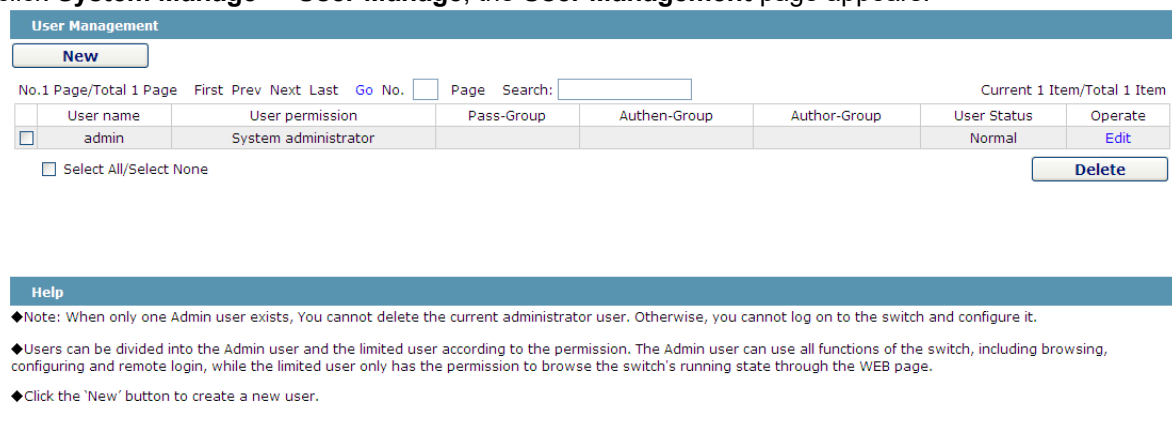 User Management
New
No.1 Page/Total 1 Page First Prev Next Last Go No. Page Search: Current 1 Item/Total 1 Item
User name User permission Pass-Group Authen-Group Author-Group User Status Operate
admin System administrator Normal Edit
Select All/Select None Delete
Help
◆Note: When only one Admin user exists, You cannot delete the current administrator user. Otherwise, you cannot log on to the switch and configure it.
◆Users can be divided into the Admin user and the limited user according to the permission. The Admin user can use all functions of the switch, including browsing,
configuring and remote login, while the limited user only has the permission to browse the switch's running state through the WEB page.
◆Click the `New´ button to create a new user.